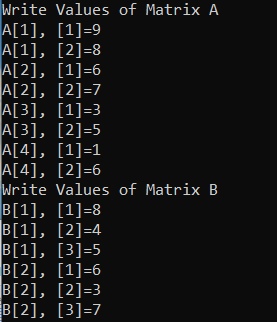 Write Values of Matrix A
A[1], [1]=9
A[1], [2]=8
A[2], [1]=6
A[2], [2]=7
A[3], [1]=3
A[3], [2]=5
A[4], [1]=1
A[4], [2]=6
Write Values of Matrix B
B[1], [1]=8
B[1], [2]=4
B[1], [3]=5
B[2], [1]=6
B[2], [2]=3
B[2], [3]=7